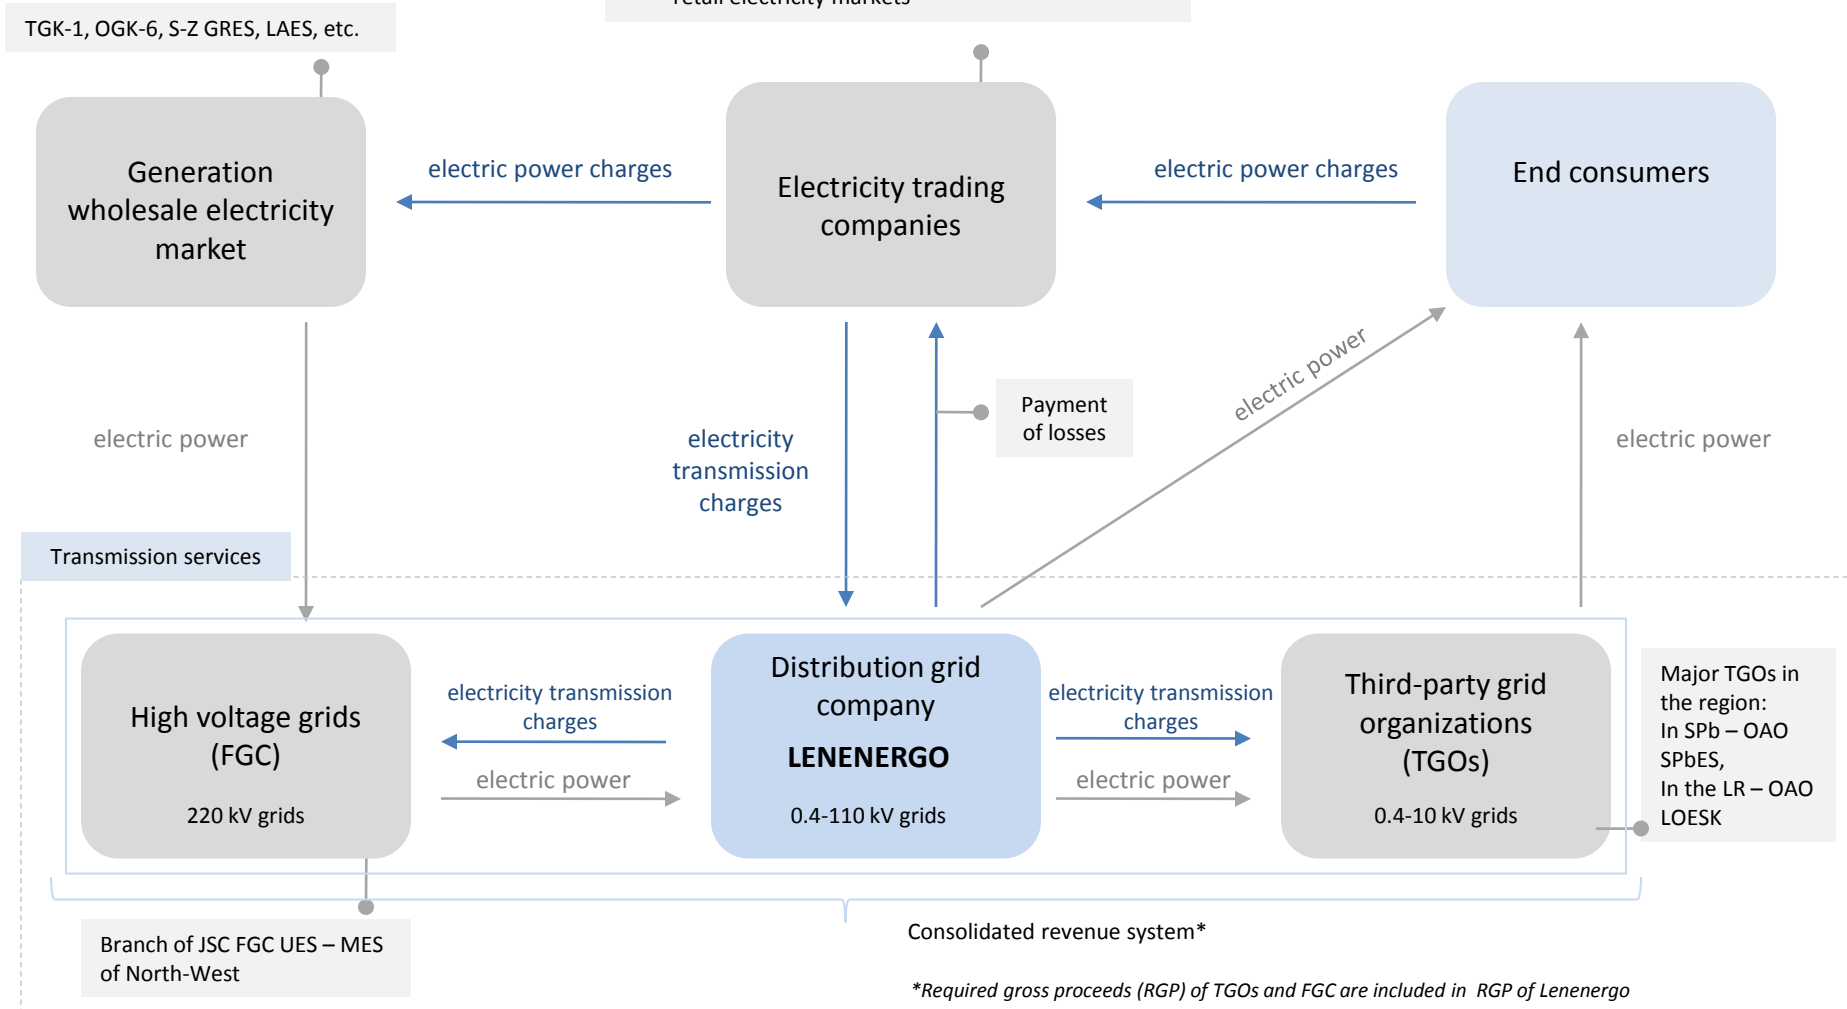 retail electricity markets
TGK-1, OGK-6, S-Z GRES, LAES, etc.
Generation
wholesale electricity
market
electric power charges
Electricity trading
companies
electric power charges
End consumers
electric power
electricity
transmission
charges
Payment
of losses
electric power
electric power
Transmission services
High voltage grids
(FGC)
220 kV grids
electricity transmission
charges
electric power
Distribution grid
company
LENENERGO
0.4-110 kV grids
electricity transmission
charges
electric power
Third-party grid
organizations
(TGOs)
0.4-10 kV grids
Major TGOs in
the region:
In SPb – OAO
SPbES,
In the LR – OAO
LOESK
Branch of JSC FGC UES – MES
of North-West
Consolidated revenue system*
*Required gross proceeds (RGP) of TGOs and FGC are included in RGP of Lenenergo